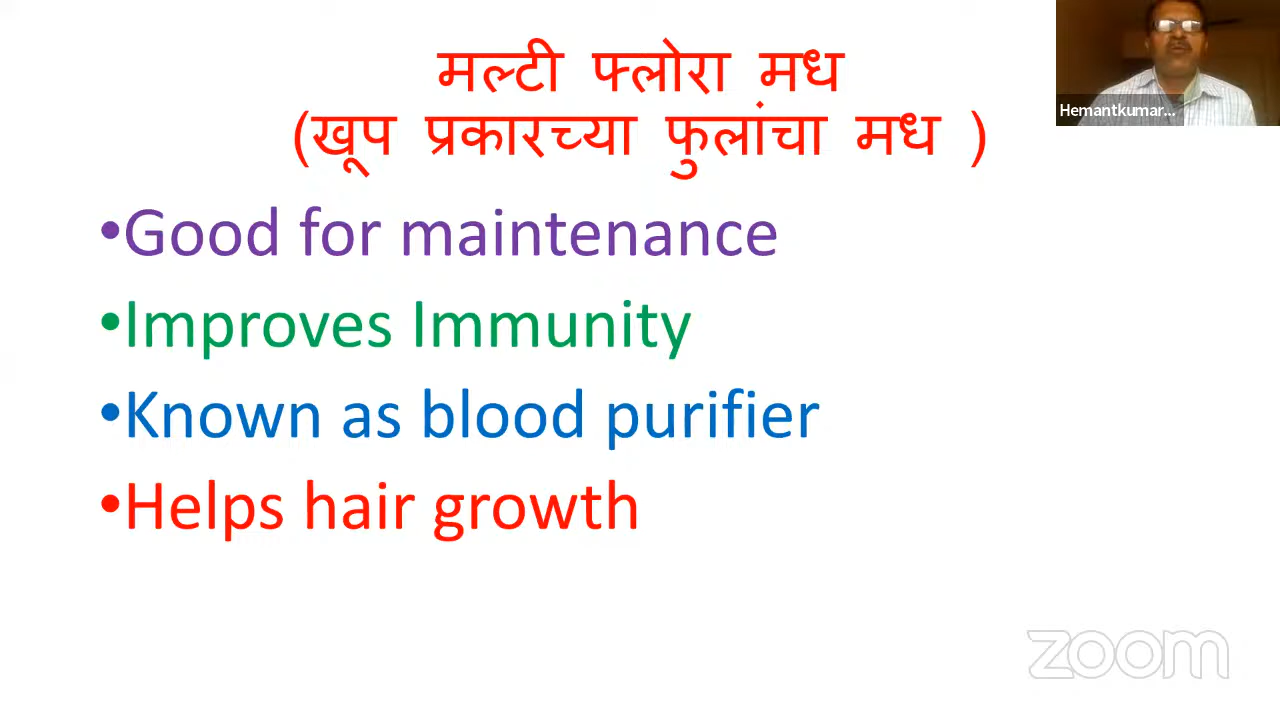 मल्टी फ्लोरा मध
(खूप प्रकारच्या फुलांचा मध )
Hemantkumar...
•Good for maintenance
•Improves Immunity
•Known as blood purifier
•Helps hair growth
zoom